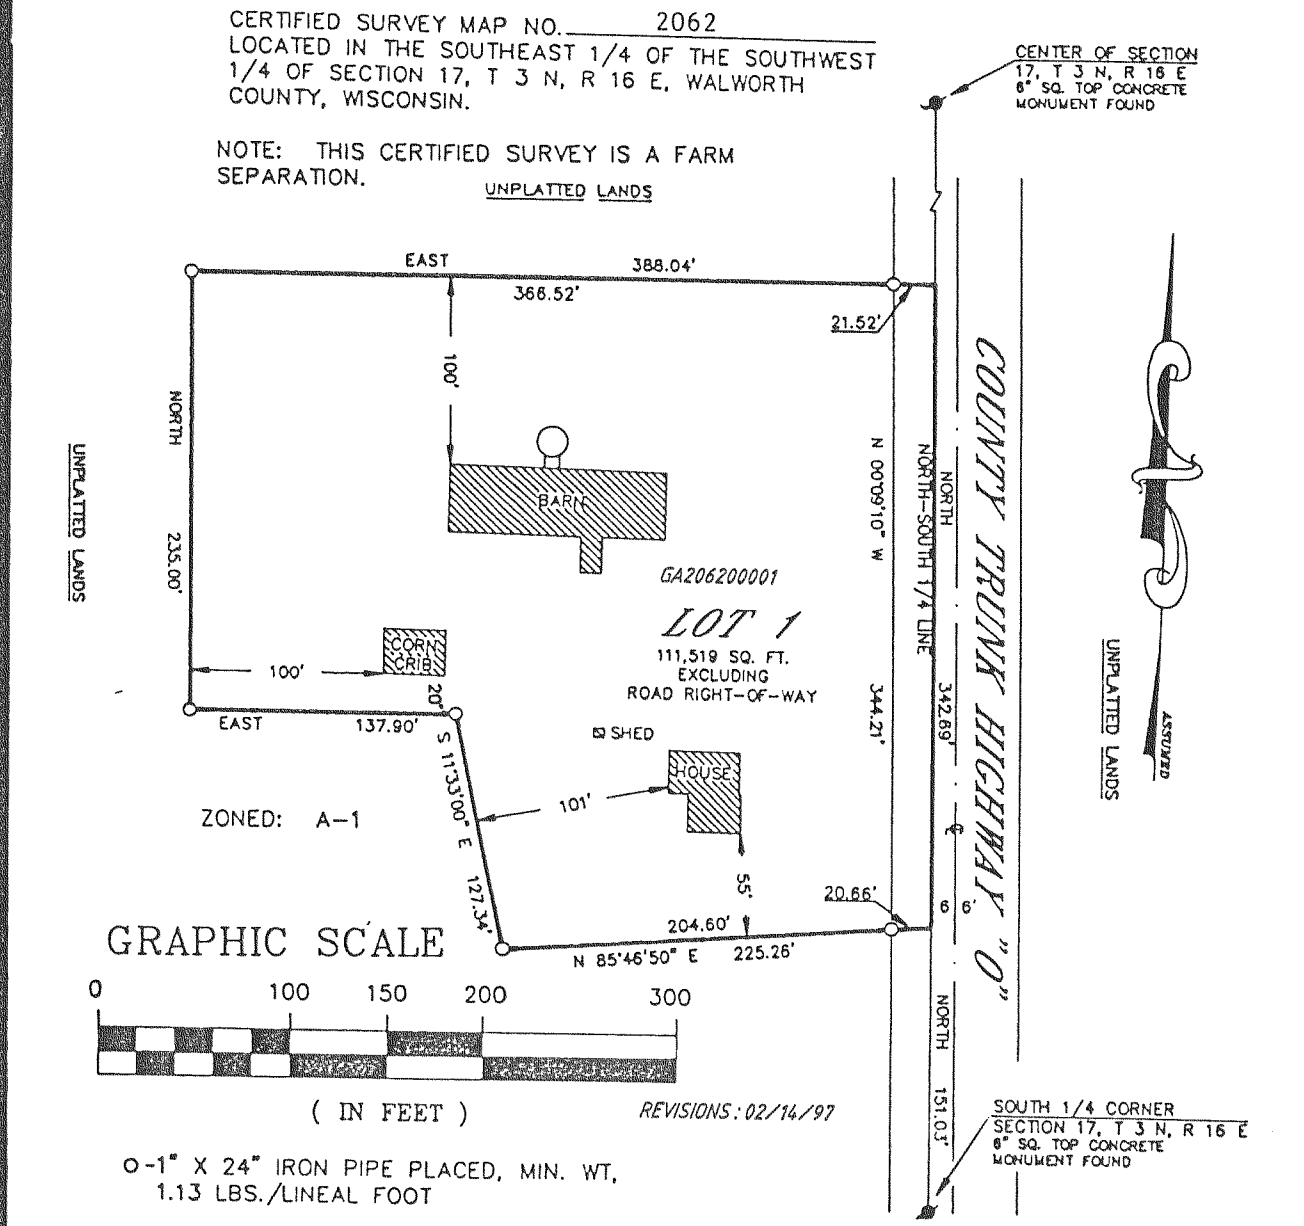 CERTIFIED SURVEY MAP NO. 2062
LOCATED IN THE SOUTHEAST 1/4 OF THE SOUTHWEST
1/4 OF SECTION 17, T 3 N, R 16 E, WALWORTH
COUNTY, WISCONSIN.
CENTER OF SECTION
17, T 3 N, R 16 E
6" SQ. TOP CONCRETE
MONUMENT FOUND
NOTE: THIS CERTIFIED SURVEY IS A FARM
SEPARATION.
UNPLATTED LANDS
EAST
388.04'
366.52'
21.52'
100'
NORTH
235.00'
UNPLATTED LANDS
BARN
GA206200001
LOT 1
111,519 SQ. FT.
EXCLUDING
ROAD RIGHT-OF-WAY
CORN
CRIB
100'
20'
EAST
137.90'
S 11°33'00" E
127.34'
SHED
HOUSE
101'
55'
ZONED: A-1
N 00°09'10" W
344.21'
NORTH-SOUTH 1/4 LINE
NORTH
342.69'
COUNTY TRUNK HIGHWAY "O"
ASSUMED
UNPLATTED LANDS
66'
20.66'
204.60'
N 85°46'50" E
225.26'
NORTH
151.03'
GRAPHIC SCALE
0 100 150 200 300
( IN FEET )
REVISIONS: 02/14/97
SOUTH 1/4 CORNER
SECTION 17, T 3 N, R 16 E
6" SQ. TOP CONCRETE
MONUMENT FOUND
O-1" X 24" IRON PIPE PLACED, MIN. WT,
1.13 LBS./LINEAL FOOT